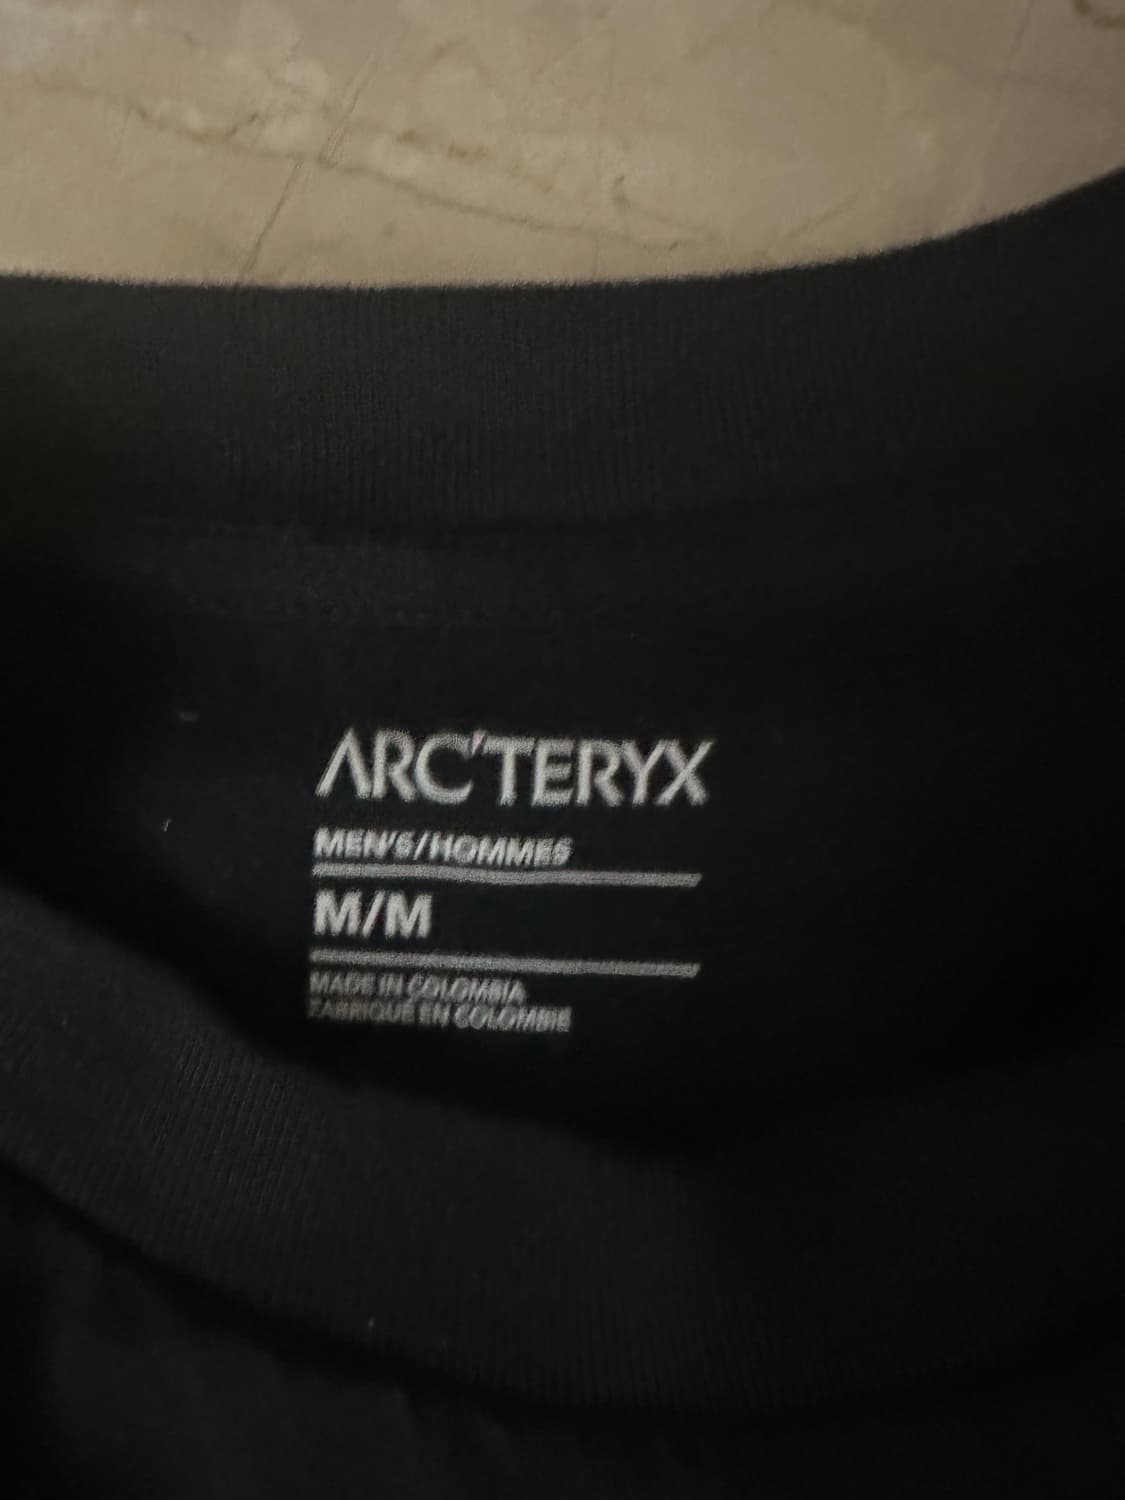 ARC'TERYX
MEN'S/HOMMES
M/M
MADE IN COLOMBIA
FABRIQUÉ EN COLOMBIE